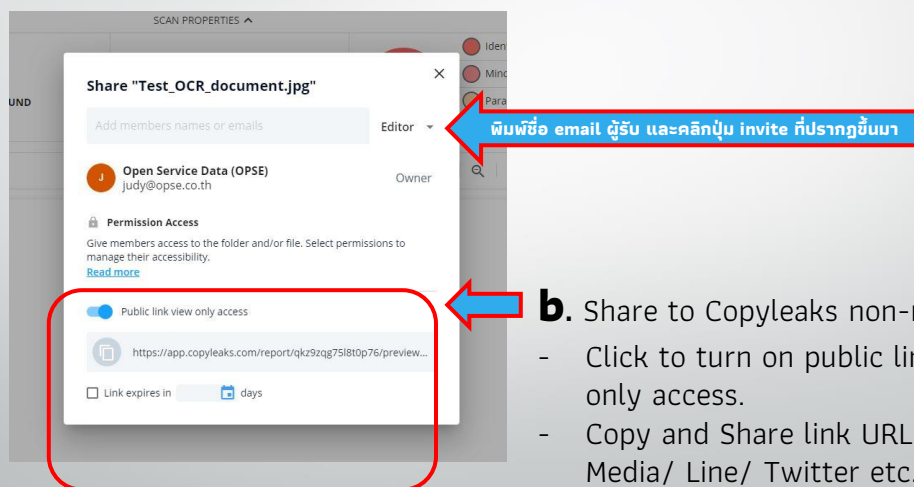 SCAN PROPERTIES
UND
Share "Test_OCR_document.jpg"
Add members names or emails
Editor
พิมพ์ชื่อ email ผู้รับ และคลิกปุ่ม invite ที่ปรากฏขึ้นมา
J
Open Service Data (OPSE)
judy@opse.co.th
Owner
Permission Access
Give members access to the folder and/or file. Select permissions to
manage their accessibility.
Read more
Public link view only access
https://app.copyleaks.com/report/qkz9zqg75l8t0p76/preview...
Link expires in
days
b. Share to Copyleaks non-
- Click to turn on public
only access.
- Copy and Share link URL
Media/ Line/ Twitter etc.